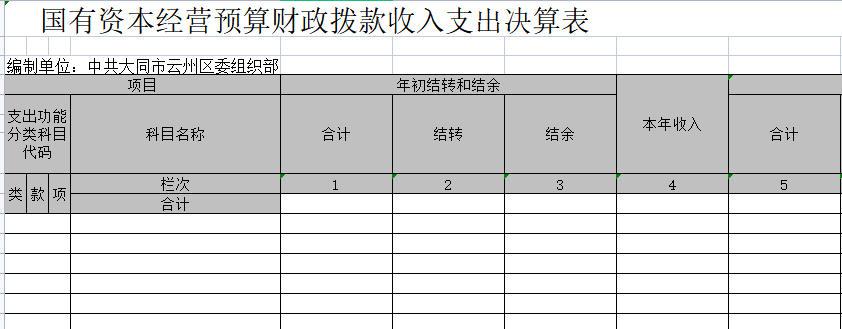 国有资本经营预算财政拨款收入支出决算表
编制单位：中共大同市云州区委组织部
项目 年初结转和结余 本年收入
支出功能
分类科目
代码
科目名称 合计 结转 结余 合计
类 款 项 栏次 1 2 3 4 5
合计